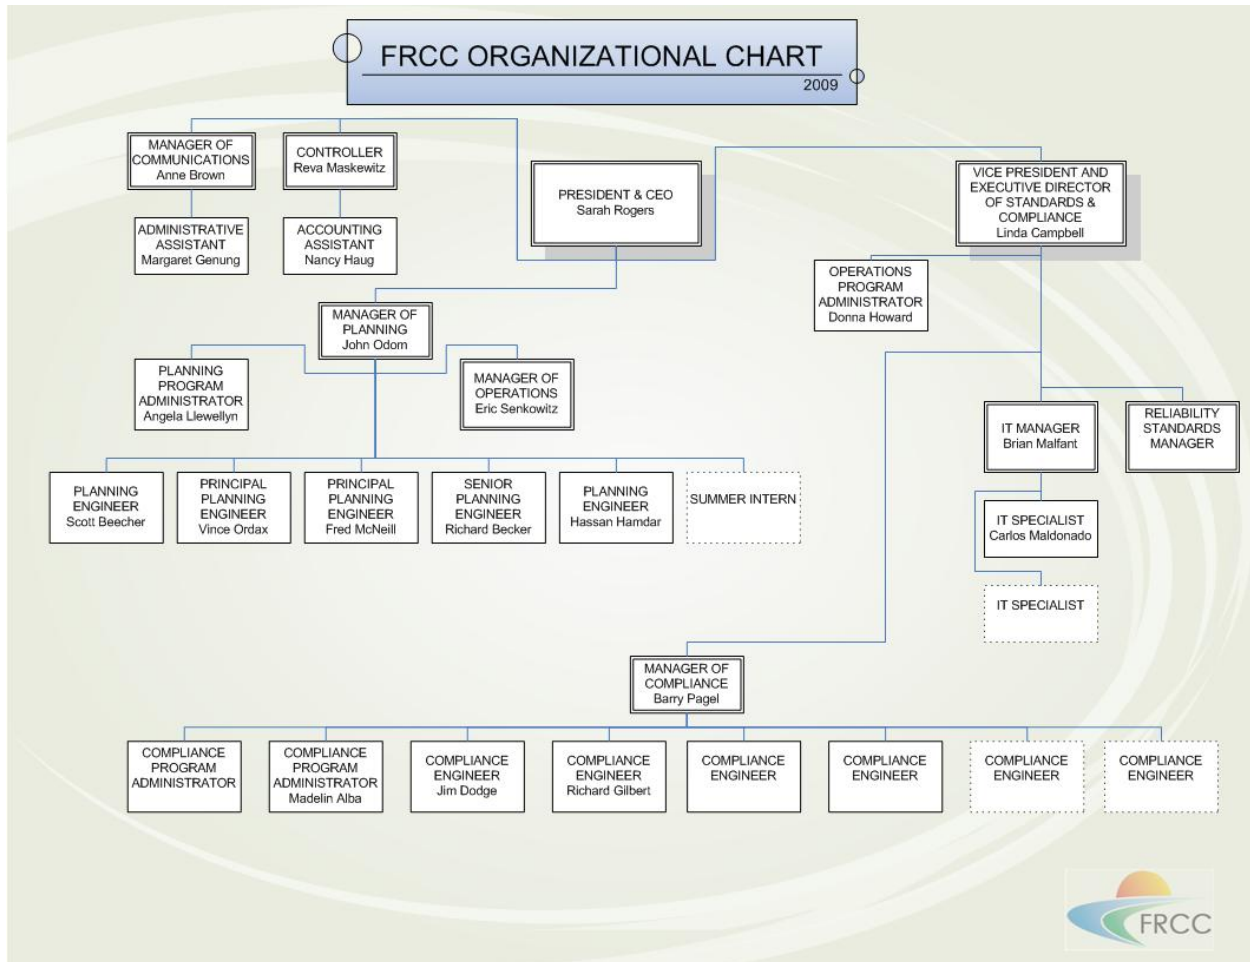 FRCC ORGANIZATIONAL CHART
2009
MANAGER OF
COMMUNICATIONS
Anne Brown
CONTROLLER
Reva Maskewitz
PRESIDENT & CEO
Sarah Rogers
VICE PRESIDENT AND
EXECUTIVE DIRECTOR
OF STANDARDS &
COMPLIANCE
Linda Campbell
ADMINISTRATIVE
ASSISTANT
Margaret Genung
ACCOUNTING
ASSISTANT
Nancy Haug
OPERATIONS
PROGRAM
ADMINISTRATOR
Donna Howard
MANAGER OF
PLANNING
John Odom
PLANNING
PROGRAM
ADMINISTRATOR
Angela Llewellyn
MANAGER OF
OPERATIONS
Eric Senkowitz
IT MANAGER
Brian Malfant
RELIABILITY
STANDARDS
MANAGER
PLANNING
ENGINEER
Scott Beecher
PRINCIPAL
PLANNING
ENGINEER
Vince Ordax
PRINCIPAL
PLANNING
ENGINEER
Fred McNeill
SENIOR
PLANNING
ENGINEER
Richard Becker
PLANNING
ENGINEER
Hassan Hamdar
SUMMER INTERN
IT SPECIALIST
Carlos Maldonado
IT SPECIALIST
MANAGER OF
COMPLIANCE
Barry Pagel
COMPLIANCE
PROGRAM
ADMINISTRATOR
COMPLIANCE
PROGRAM
ADMINISTRATOR
Madelin Alba
COMPLIANCE
ENGINEER
Jim Dodge
COMPLIANCE
ENGINEER
Richard Gilbert
COMPLIANCE
ENGINEER
COMPLIANCE
ENGINEER
COMPLIANCE
ENGINEER
COMPLIANCE
ENGINEER
FRCC